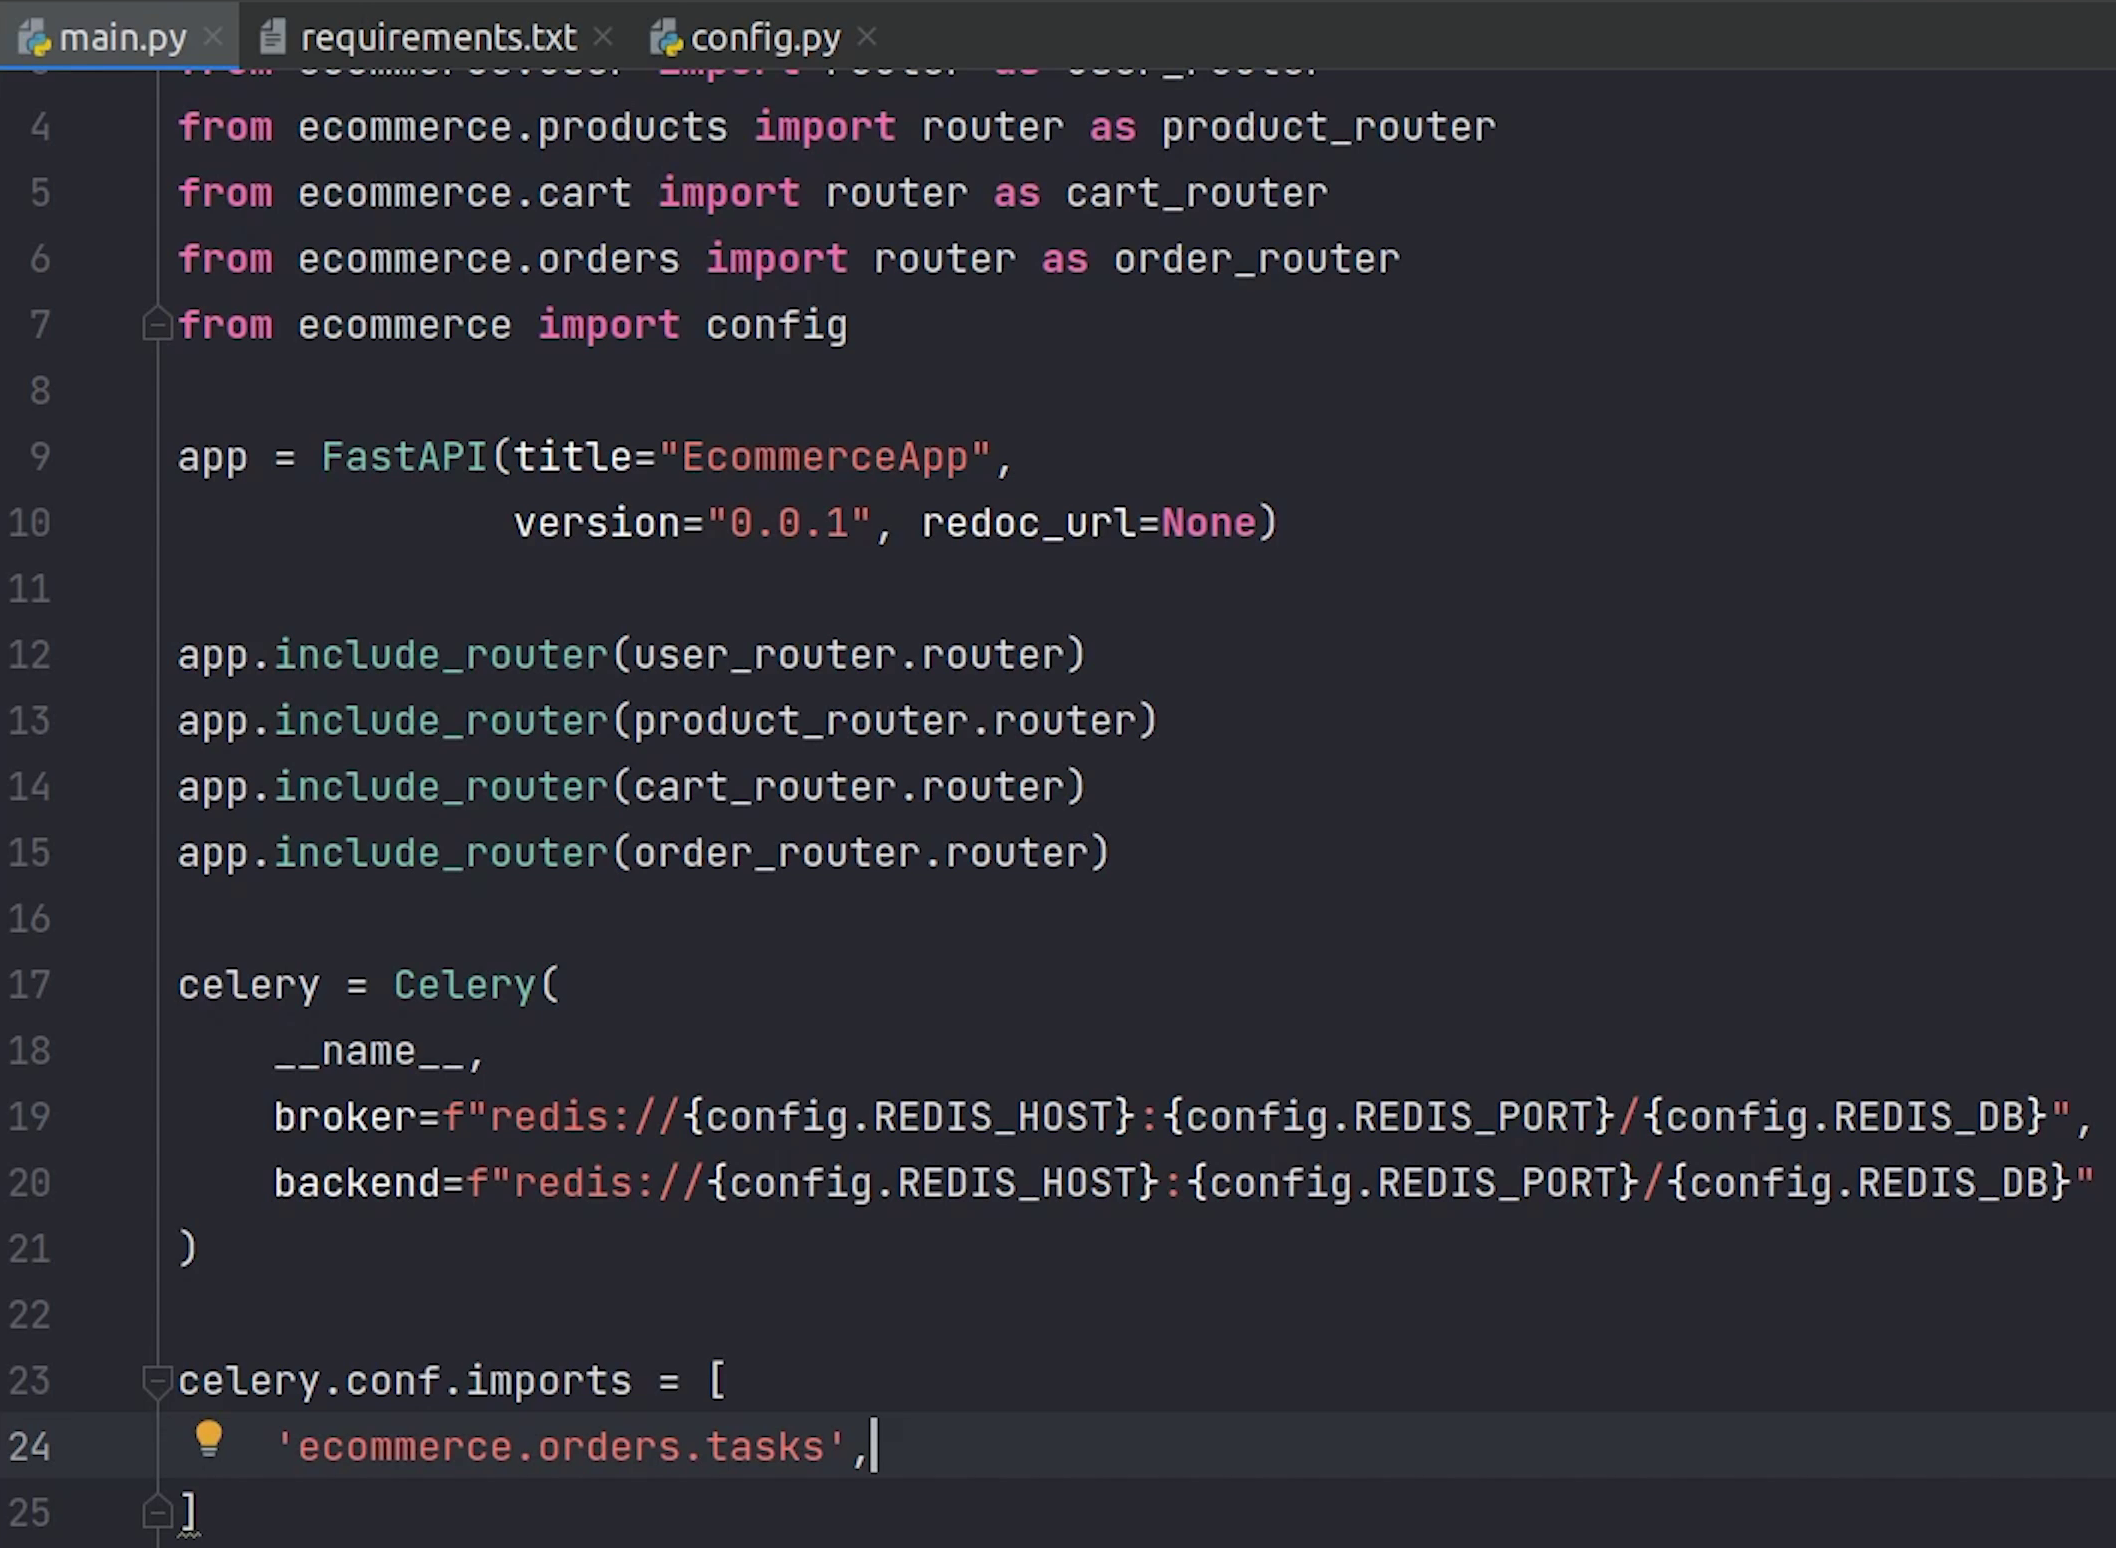 main.py
requirements.txt
config.py
4 from ecommerce.products import router as product_router
5 from ecommerce.cart import router as cart_router
6 from ecommerce.orders import router as order_router
7 from ecommerce import config
8
9 app = FastAPI(title="EcommerceApp",
10 version="0.0.1", redoc_url=None)
11
12 app.include_router(user_router.router)
13 app.include_router(product_router.router)
14 app.include_router(cart_router.router)
15 app.include_router(order_router.router)
16
17 celery = Celery(
18 __name__,
19 broker=f"redis://{config.REDIS_HOST}:{config.REDIS_PORT}/{config.REDIS_DB}",
20 backend=f"redis://{config.REDIS_HOST}:{config.REDIS_PORT}/{config.REDIS_DB}"
21 )
22
23 celery.conf.imports = [
24 'ecommerce.orders.tasks',
25 ]